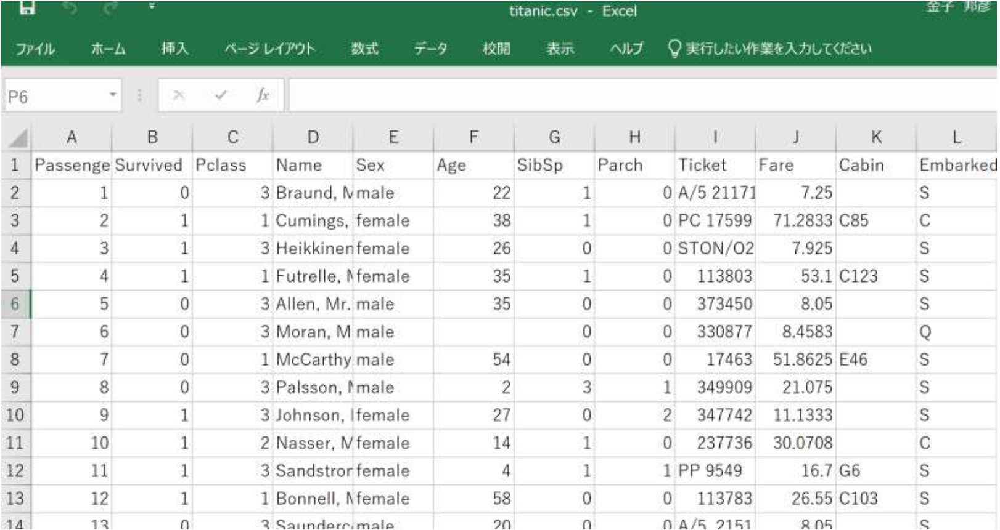 titanic.csv - Excel 金子 邦彦
ファイル ホーム 挿入 ページ レイアウト 数式 データ 校閲 表示 ヘルプ 実行したい作業を入力してください
P6 fx
A B C D E F G H I J K L
1 Passenge Survived Pclass Name Sex Age SibSp Parch Ticket Fare Cabin Embarked
2 1 0 3 Braund, M male 22 1 0 A/5 21171 7.25 S
3 2 1 1 Cumings, female 38 1 0 PC 17599 71.2833 C85 C
4 3 1 3 Heikkinen female 26 0 0 STON/O2 7.925 S
5 4 1 1 Futrelle, M female 35 1 0 113803 53.1 C123 S
6 5 0 3 Allen, Mr. male 35 0 0 373450 8.05 S
7 6 0 3 Moran, M male 0 0 330877 8.4583 Q
8 7 0 1 McCarthy male 54 0 0 17463 51.8625 E46 S
9 8 0 3 Palsson, M male 2 3 1 349909 21.075 S
10 9 1 3 Johnson, female 27 0 2 347742 11.1333 S
11 10 1 2 Nasser, M female 14 1 0 237736 30.0708 C
12 11 1 3 Sandstror female 4 1 1 PP 9549 16.7 G6 S
13 12 1 1 Bonnell, M female 58 0 0 113783 26.55 C103 S
14 13 0 3 Saunderc male 20 0 0 A/5. 2151 8.05 S